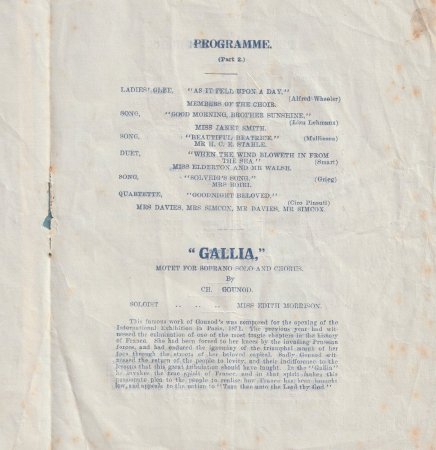 PROGRAMME.
(Part 2.)
LADIES' GLEE, "AS IT FELL UPON A DAY."
(Alfred Wheeler)
MEMBERS OF THE CHOIR.
SONG, "GOOD MORNING, BROTHER SUNSHINE."
(Liza Lehmann)
MISS JANET SMITH.
SONG, "BEAUTIFUL BEATRICE." (Mallinson)
MR H. C. E. STAHLE.
DUET, "WHEN THE WIND BLOWETH IN FROM
THE SEA" (Smart)
MISS ELDERTON AND MR WALSH.
SONG, "SOLVEIG'S SONG." (Grieg)
MRS
QUARTETTE, "GOODNIGHT BELOVED."
(Ciro Pinsuti)
MRS DAVIES, MRS SIMCOX, MR DAVIES, MR SIMCOX.
"GALLIA,"
MOTET FOR SOPRANO SOLO AND CHORUS.
By
CH. GOUNOD.
SOLOIST .. .. .. MISS EDITH MORRISON.
This famous work of Gounod's was composed for the opening of the
International Exhibition in Paris, 1871. The previous year had wit-
nessed the culmination of one of the most tragic chapters in the history
of France. She had been forced to her knees by the invading Prussian
forces, and had endured the ignominy of the triumphal march of her
foes through the streets of her beloved capital. Sadly Gounod wit-
nessed the return of the people to levity, and their indifference to the
lessons that this great tribulation should have taught. In the "Gallia"
he invokes the true spirit of France, and in that spirit makes this
passionate plea to the people to realise how France has been brought
low, and appeals to the nation to "Turn thee unto the Lord thy God"